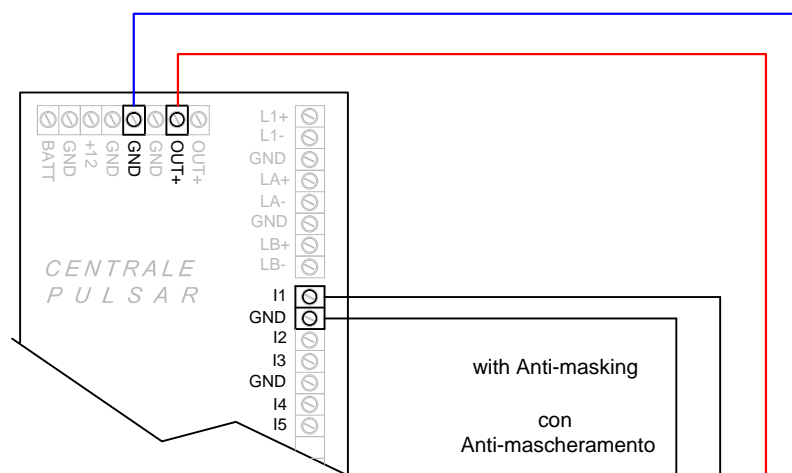 BATT
GND
+12
GND
GND
GND
OUT+
OUT+
L1+
L1-
GND
LA+
LA-
GND
LB+
LB-
CENTRALE
PULSAR
I1
GND
I2
I3
GND
I4
I5
with Anti-masking
con
Anti-mascheramento